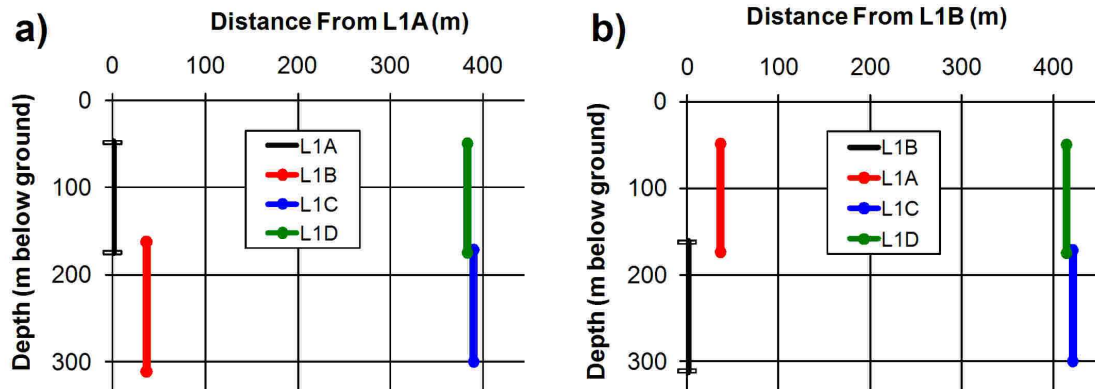 a)
Distance From L1A (m)
0 100 200 300 400
Depth (m below ground)
0
100
200
300
L1A
L1B
L1C
L1D
b)
Distance From L1B (m)
0 100 200 300 400
Depth (m below ground)
0
100
200
300
L1B
L1A
L1C
L1D